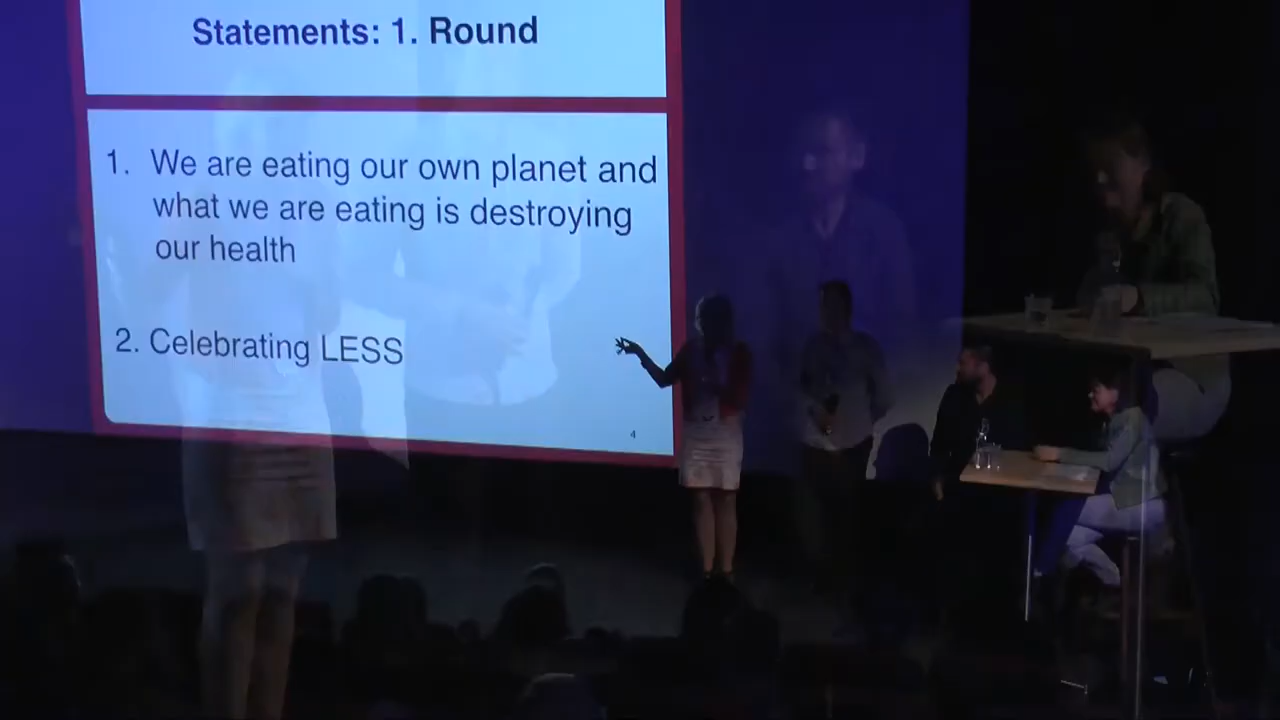 Statements: 1. Round
1. We are eating our own planet and
what we are eating is destroying
our health
2. Celebrating LESS
4